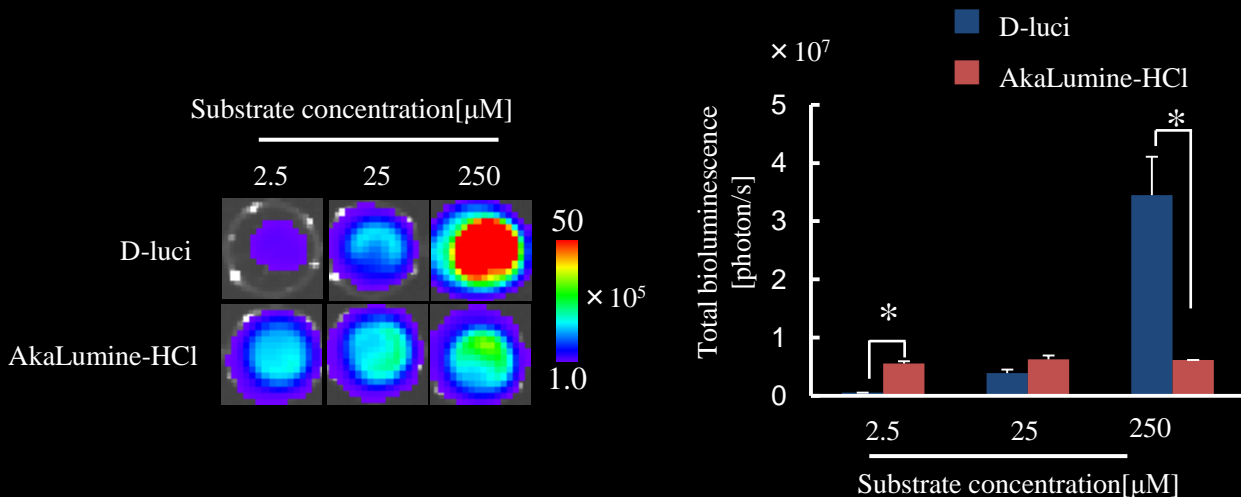 Substrate concentration[μM]
2.5 25 250
D-luci
AkaLumine-HCl
50
× 10⁵
1.0
D-luci
AkaLumine-HCl
× 10⁷
Total bioluminescence
[photon/s]
5
4
3
2
1
0
*
*
2.5 25 250
Substrate concentration[μM]